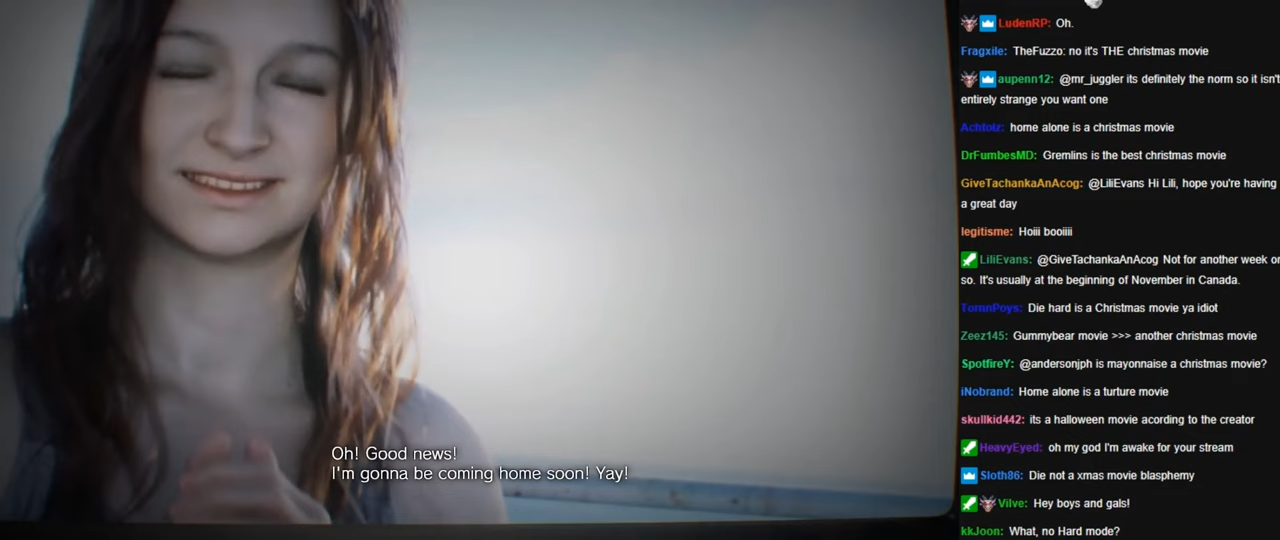 Oh! Good news!
I'm gonna be coming home soon! Yay!
LudenRP: Oh.
Fragxile: TheFuzzo: no it's THE christmas movie
aupenn12: @mr_juggler its definitely the norm so it isn't
entirely strange you want one
Achtolz: home alone is a christmas movie
DrFumbesMD: Gremlins is the best christmas movie
GiveTachankaAnAcog: @LiliEvans Hi Lili, hope you're having
a great day
legitisme: Hoiii booiiii
LiliEvans: @GiveTachankaAnAcog Not for another week or
so. It's usually at the beginning of November in Canada.
TomnPoys: Die hard is a Christmas movie ya idiot
Zeez145: Gummybear movie >>> another christmas movie
SpotfireY: @andersonjph is mayonnaise a christmas movie?
iNobrand: Home alone is a turture movie
skullkid442: its a halloween movie acording to the creator
HeavyEyed: oh my god I'm awake for your stream
Sloth86: Die not a xmas movie blasphemy
Vilve: Hey boys and gals!
kkJoon: What, no Hard mode?